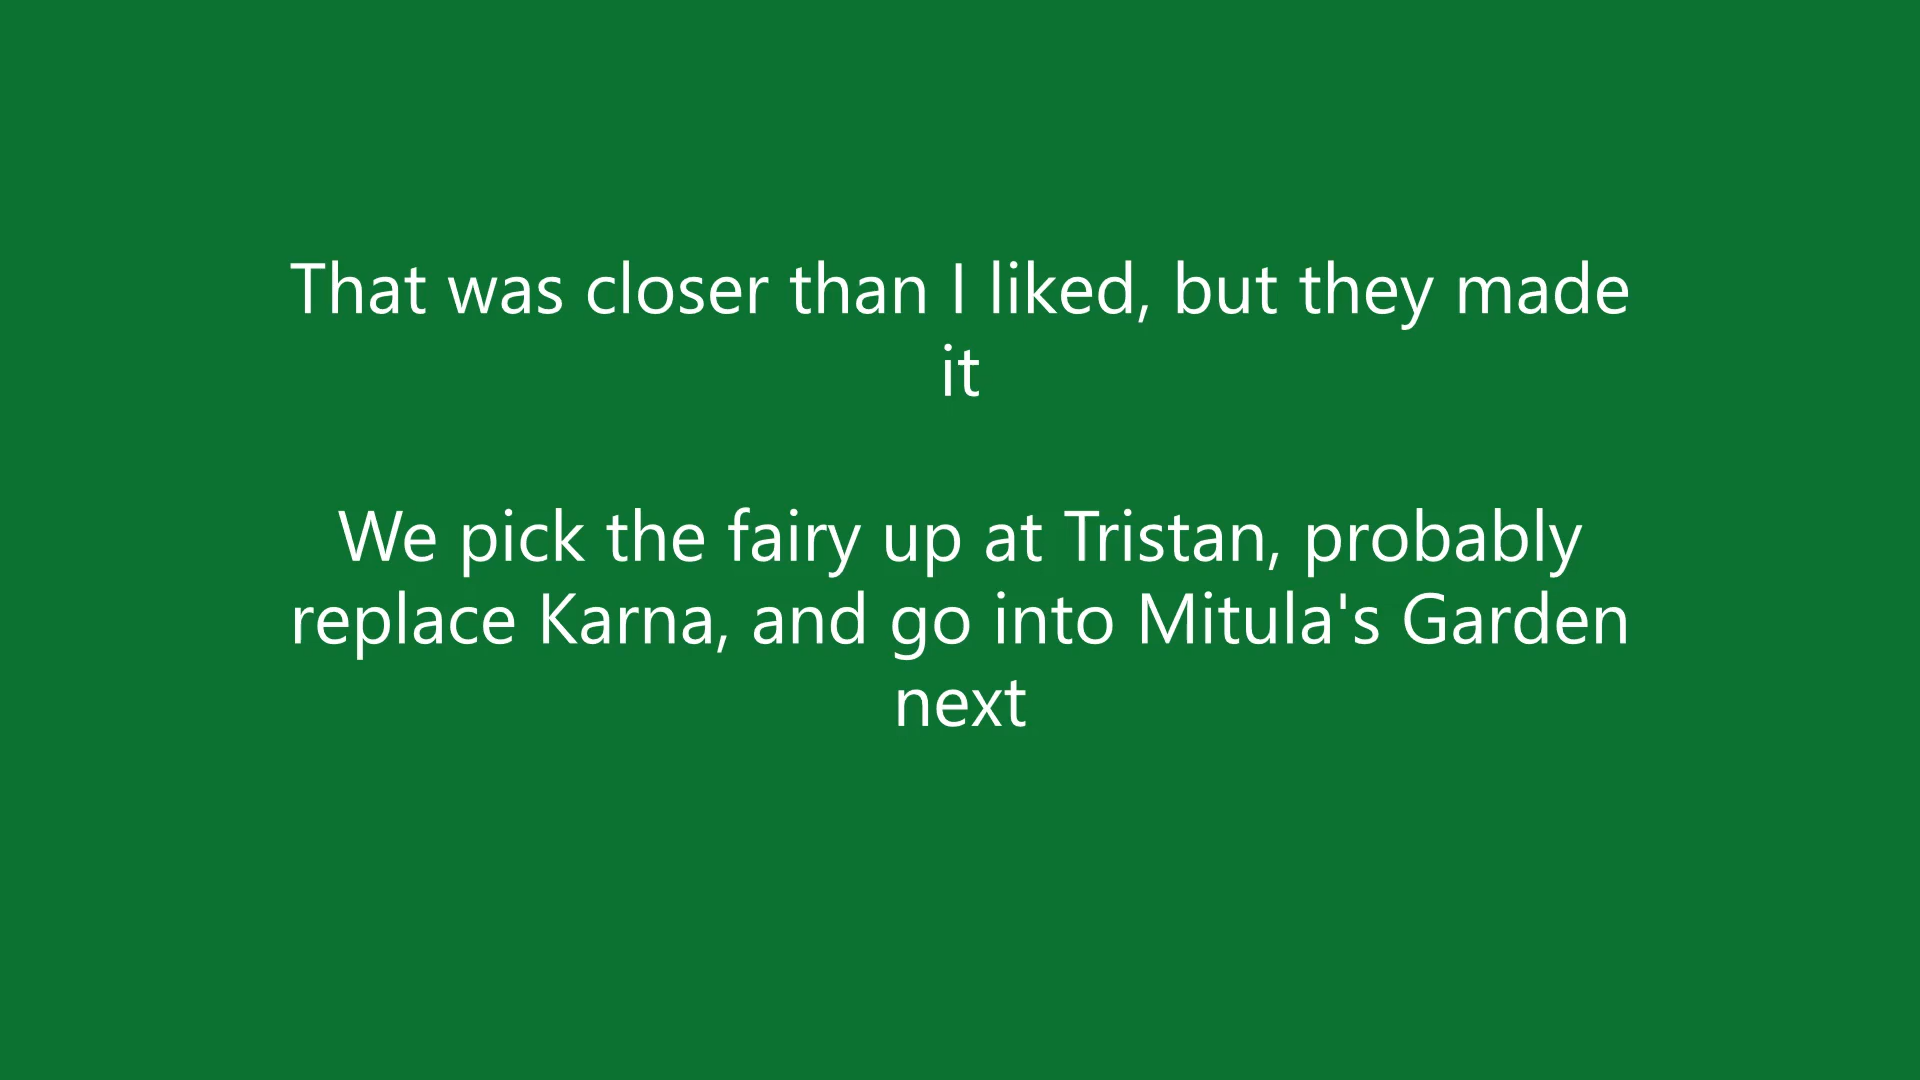 That was closer than I liked, but they made
it
We pick the fairy up at Tristan, probably
replace Karna, and go into Mitula's Garden
next